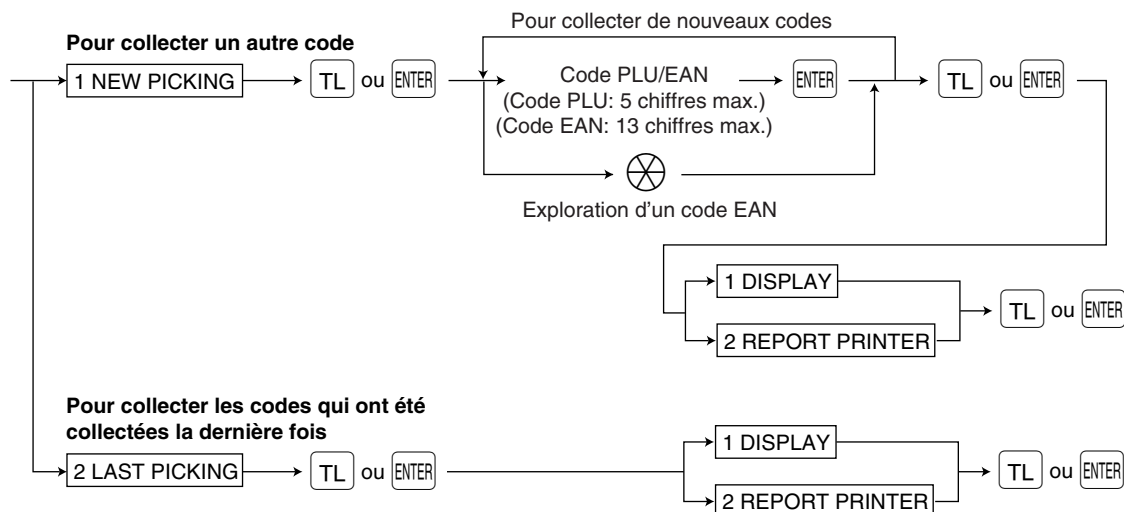 Pour collecter de nouveaux codes
Pour collecter un autre code
1 NEW PICKING TL ou ENTER Code PLU/EAN ENTER TL ou ENTER
(Code PLU: 5 chiffres max.)
(Code EAN: 13 chiffres max.)
Exploration d'un code EAN
1 DISPLAY
TL ou ENTER
2 REPORT PRINTER
Pour collecter les codes qui ont été
collectées la dernière fois
1 DISPLAY
2 LAST PICKING TL ou ENTER TL ou ENTER
2 REPORT PRINTER